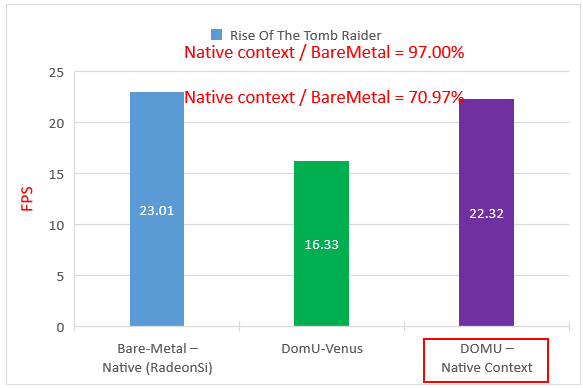 Rise Of The Tomb Raider
Native context / BareMetal = 97.00%
Native context / BareMetal = 70.97%
25
20
15
10
5
0
FPS
23.01
16.33
22.32
Bare-Metal –
Native (RadeonSi)
DomU-Venus
DOMU –
Native Context